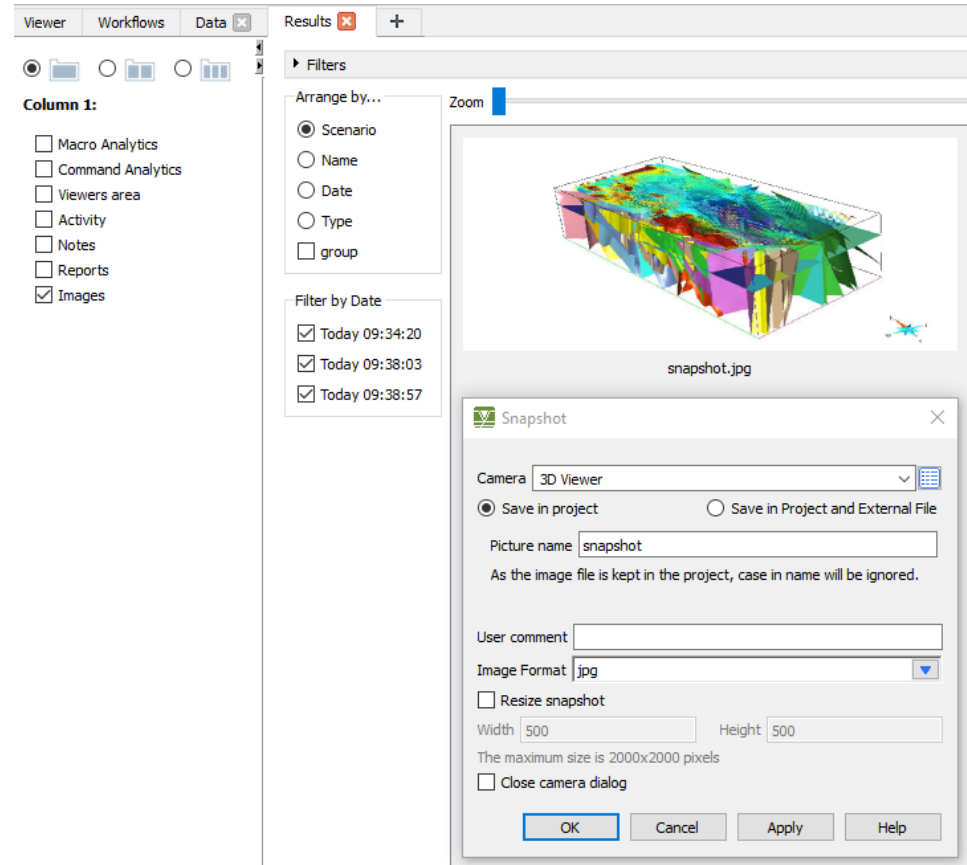 Viewer Workflows Data Results +
Filters
Column 1:
Macro Analytics
Command Analytics
Viewers area
Activity
Notes
Reports
Images
Arrange by...
Scenario
Name
Date
Type
group
Filter by Date
Today 09:34:20
Today 09:38:03
Today 09:38:57
Zoom
snapshot.jpg
Snapshot
Camera 3D Viewer
Save in project Save in Project and External File
Picture name snapshot
As the image file is kept in the project, case in name will be ignored.
User comment
Image Format jpg
Resize snapshot
Width 500 Height 500
The maximum size is 2000x2000 pixels
Close camera dialog
OK Cancel Apply Help